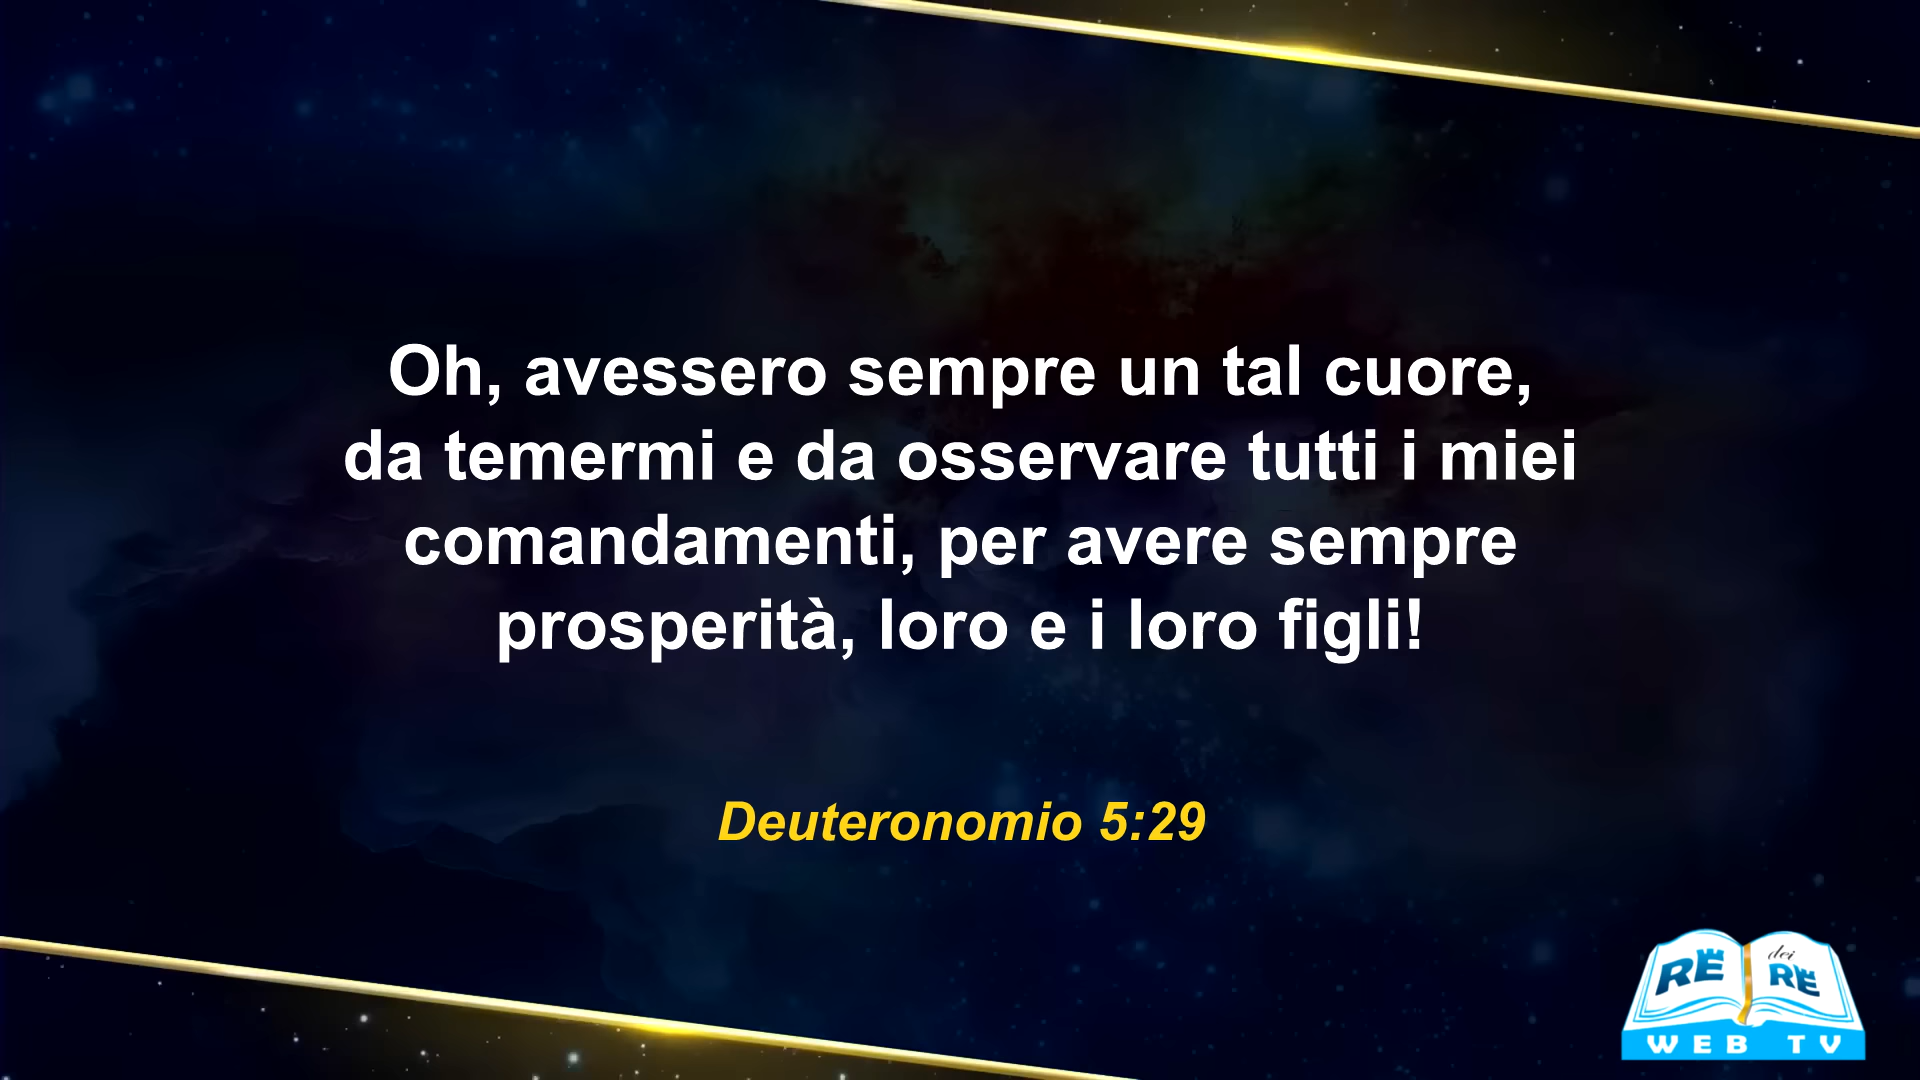 Oh, avessero sempre un tal cuore,
da temermi e da osservare tutti i miei
comandamenti, per avere sempre
prosperità, loro e i loro figli!
Deuteronomio 5:29
RE dei RE
WEB TV